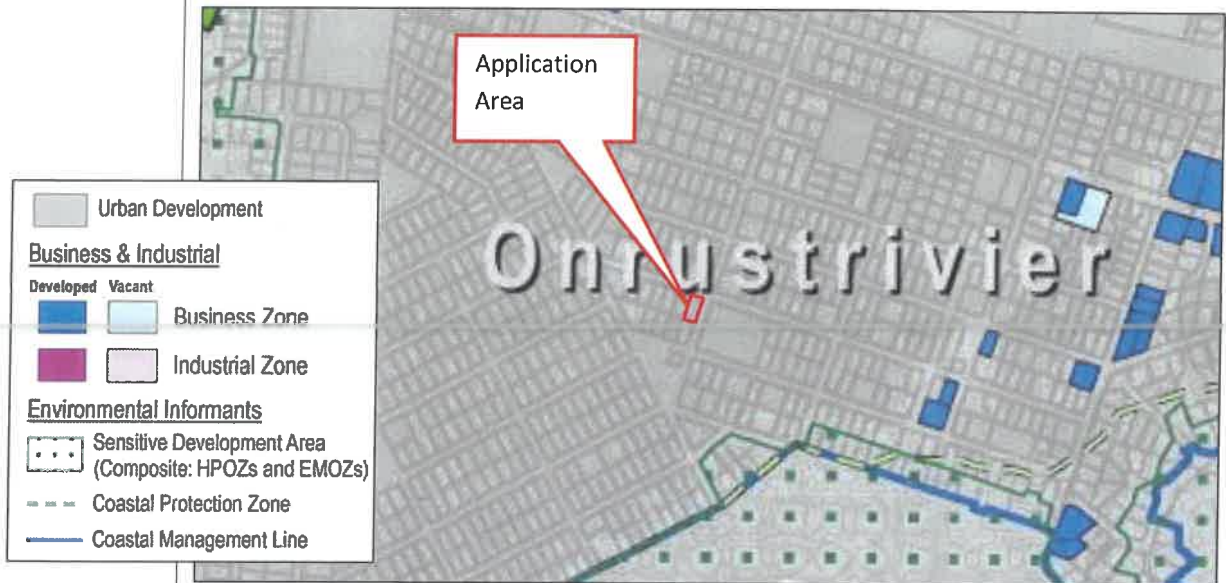 Application
Area
Onrustrivier
Urban Development
Business & Industrial
Developed Vacant
Business Zone
Industrial Zone
Environmental Informants
Sensitive Development Area
(Composite: HPOZs and EMOZs)
Coastal Protection Zone
Coastal Management Line